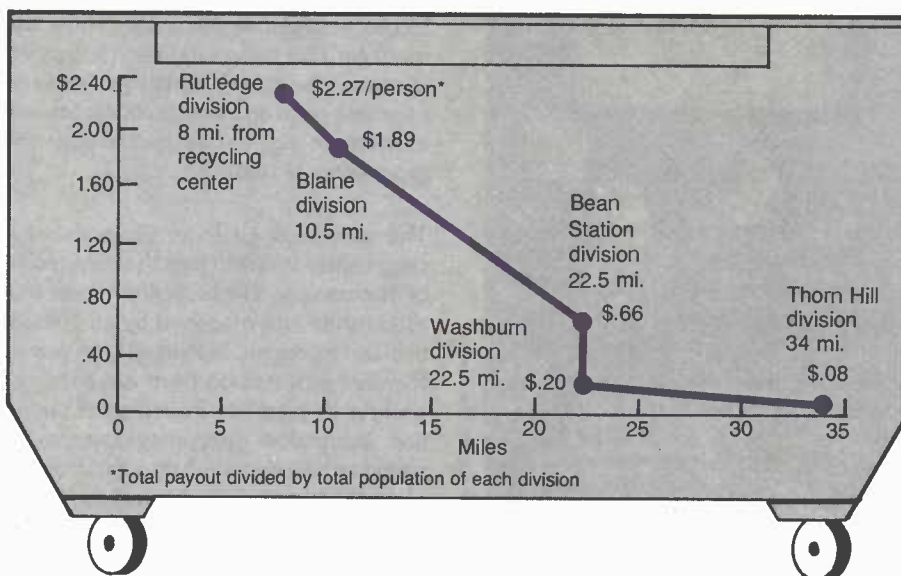 $2.40
2.00
1.60
1.20
.80
40
0
Rutledge
division
8 mi. from
recycling
center
$2.27/person*
$1.89
Blaine
division
10.5 mi.
Bean
Station
division
22.5 mi.
$.66
Washburn
division
22.5 mi.
$.20
Thorn Hill
division
34 mi.
$.08
0 5 10 15 20 25 30 35
Miles
*Total payout divided by total population of each division